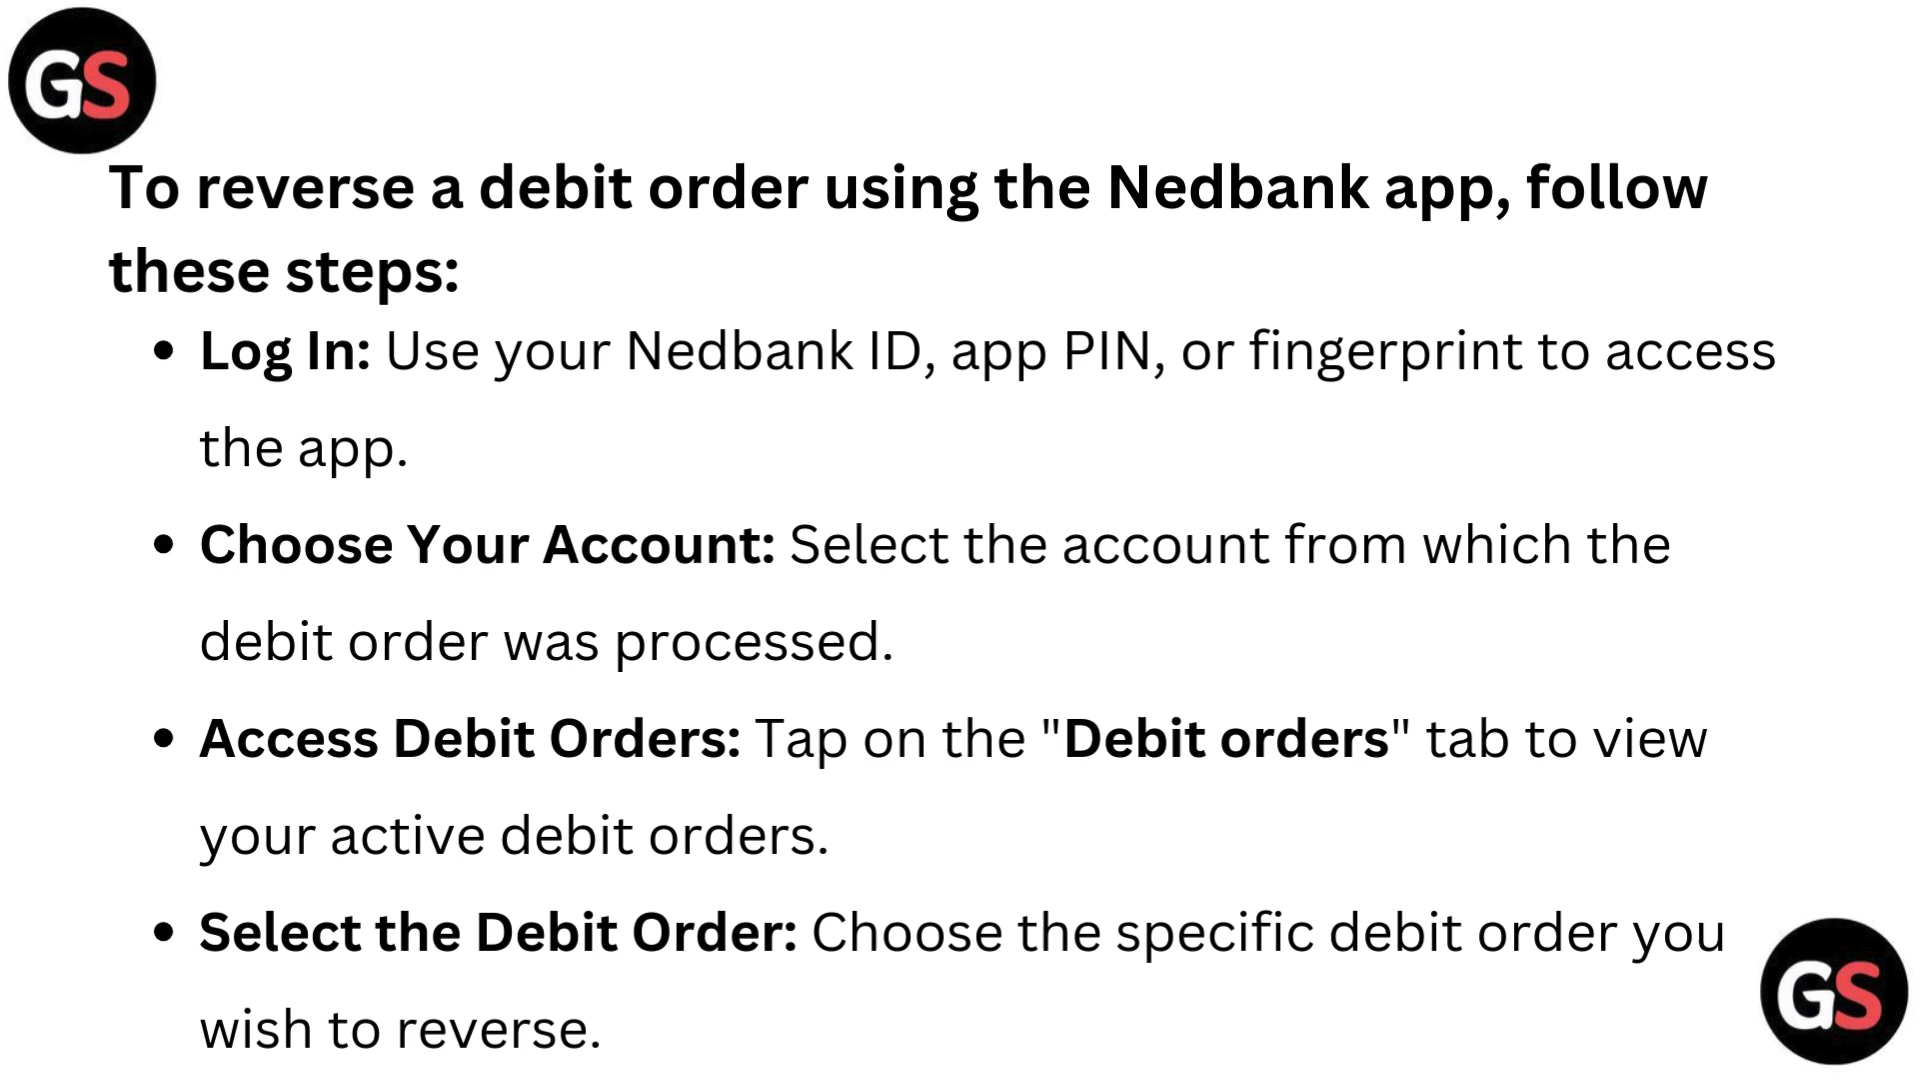 GS
To reverse a debit order using the Nedbank app, follow
these steps:
• Log In: Use your Nedbank ID, app PIN, or fingerprint to access
the app.
• Choose Your Account: Select the account from which the
debit order was processed.
• Access Debit Orders: Tap on the "Debit orders" tab to view
your active debit orders.
• Select the Debit Order: Choose the specific debit order you
wish to reverse.
GS